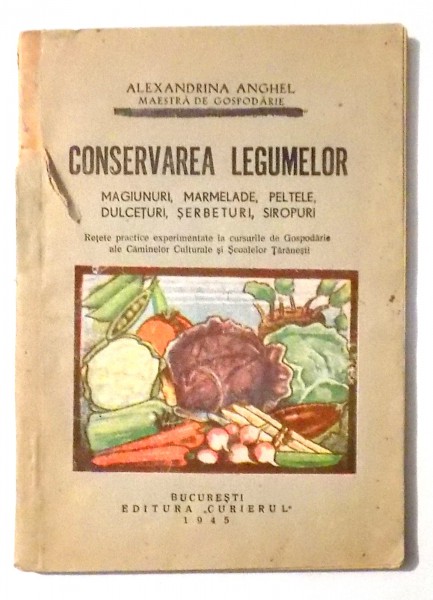 ALEXANDRINA ANGHEL
MAESTRĂ DE GOSPODĂRIE
CONSERVAREA LEGUMELOR
MAGIUNURI, MARMELADE, PELTELE,
DULCEȚURI, ȘERBETURI, SIROPURI
Rețete practice experimentate la cursurile de Gospodărie
ale Căminelor Culturale și Școalelor Țărănești
BUCUREȘTI
EDITURA „CURIERUL"
1945